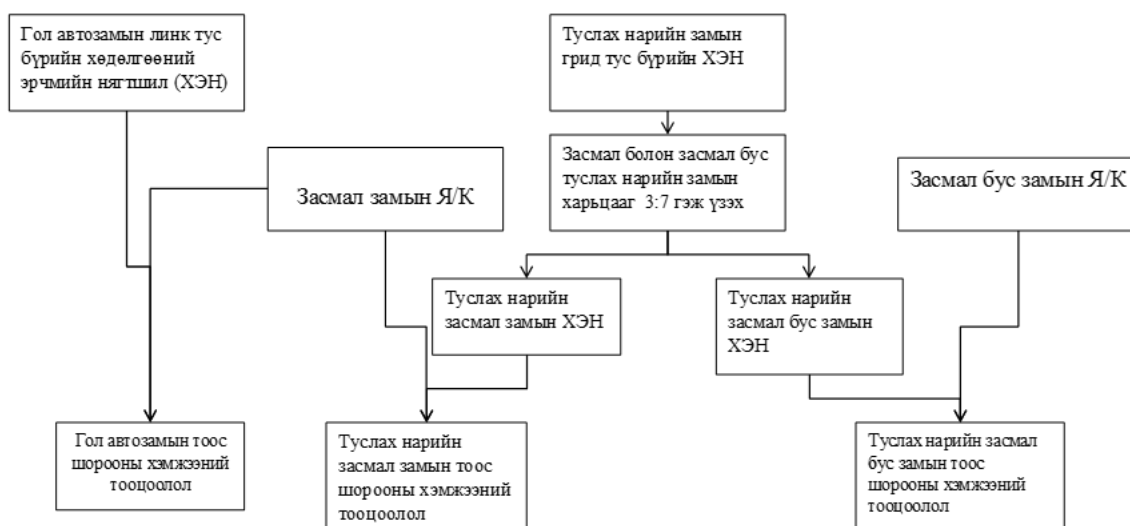 Гол автозамын линк тус
бүрийн хөдөлгөөний
эрчмийн нягтшил (ХЭН)
Туслах нарийн замын
грид тус бүрийн ХЭН
Засмал замын Я/К
Засмал болон засмал бус
туслах нарийн замын
харьцааг 3:7 гэж үзэх
Засмал бус замын Я/К
Туслах нарийн
засмал замын ХЭН
Туслах нарийн
засмал бус замын
ХЭН
Гол автозамын тоос
шорооны хэмжээний
тооцоолол
Туслах нарийн
засмал замын тоос
шорооны хэмжээний
тооцоолол
Туслах нарийн засмал
бус замын тоос
шорооны хэмжээний
тооцоолол